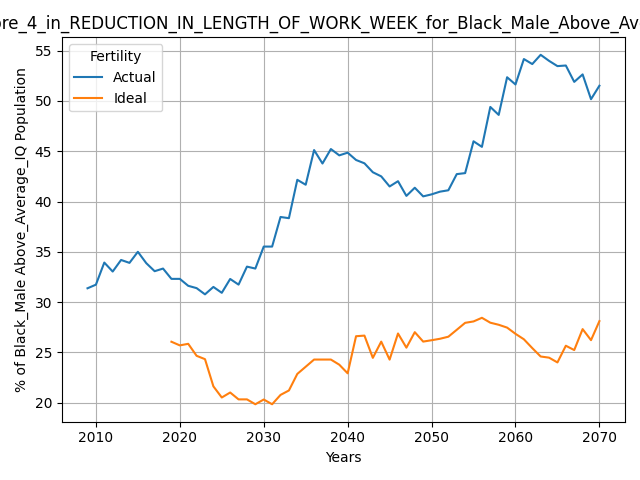 ore_4_in_REDUCTION_IN_LENGTH_OF_WORK_WEEK_for_Black_Male_Above_Av
Fertility
Actual
Ideal
% of Black_Male Above_Average_IQ Population
55
50
45
40
35
30
25
20
2010 2020 2030 2040 2050 2060 2070
Years